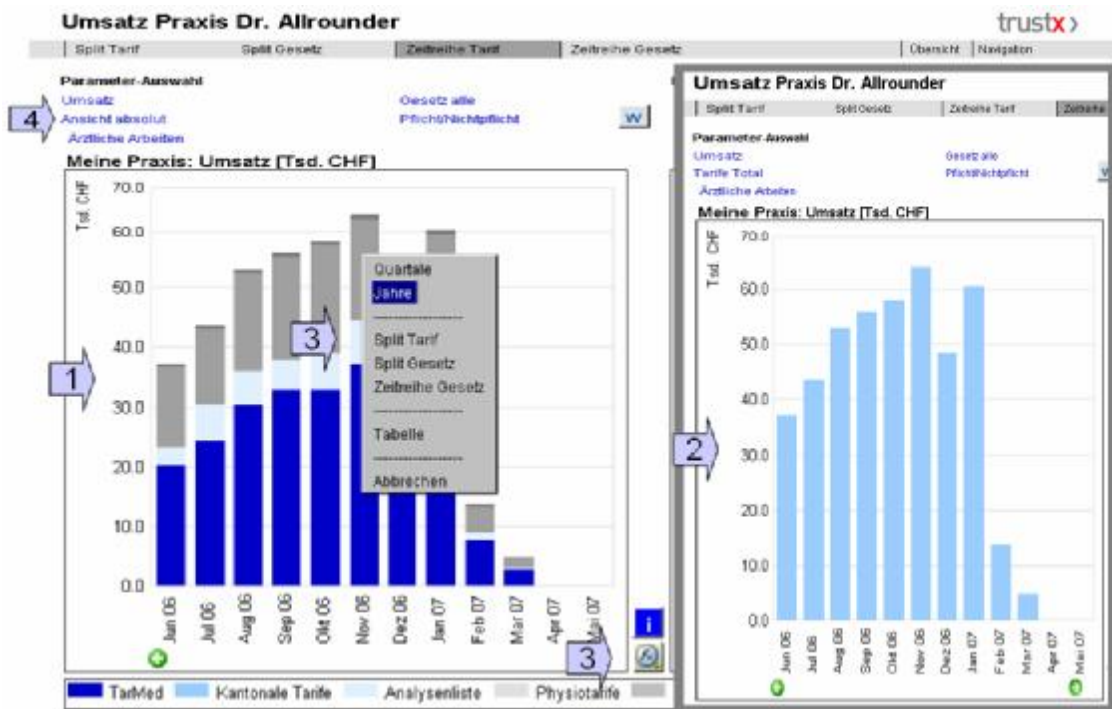 Umsatz Praxis Dr. Allrounder
trustx
Split Tarif Split Gesetz Zeitreihe Tarif Zeitreihe Gesetz Übersicht Navigation
Parameter-Auswahl
Umsatz Gesetz alle
4 Ansicht absolut Pflicht/Nichtpflicht W
Ärztliche Arbeiten
Meine Praxis: Umsatz [Tsd. CHF]
Tsd. CHF
70.0
60.0
50.0
40.0
30.0
20.0
10.0
0.0
1
3
Quartale
Jahre
Split Tarif
Split Gesetz
Zeitreihe Gesetz
Tabelle
Abbrechen
Jun 06 Jul 06 Aug 06 Sep 06 Okt 06 Nov 06 Dez 06 Jan 07 Feb 07 Mar 07 Apr 07 Mai 07
i
3
TarMed Kantonale Tarife Analysenliste Physiotarife
Umsatz Praxis Dr. Allrounder
Split Tarif Split Gesetz Zeitreihe Tarif Zeitreihe
Parameter-Auswahl
Umsatz Gesetz alle
Tarife Total Pflicht/Nichtpflicht W
Ärztliche Arbeiten
Meine Praxis: Umsatz [Tsd. CHF]
Tsd. CHF
70.0
60.0
50.0
40.0
30.0
20.0
10.0
0.0
2
Jun 06 Jul 06 Aug 06 Sep 06 Okt 06 Nov 06 Dez 06 Jan 07 Feb 07 Mar 07 Apr 07 Mai 07